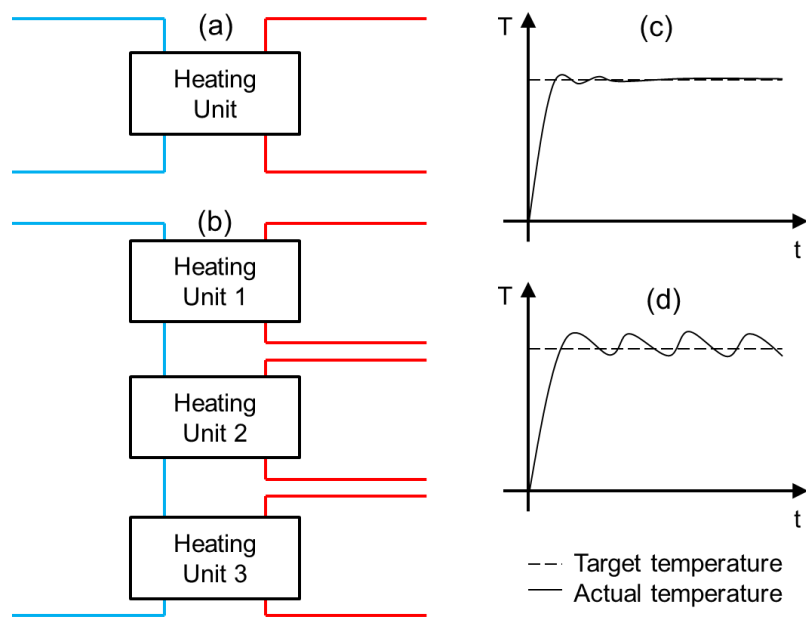 (a)
Heating
Unit
(b)
Heating
Unit 1
Heating
Unit 2
Heating
Unit 3
T
(c)
t
T
(d)
t
Target temperature
Actual temperature